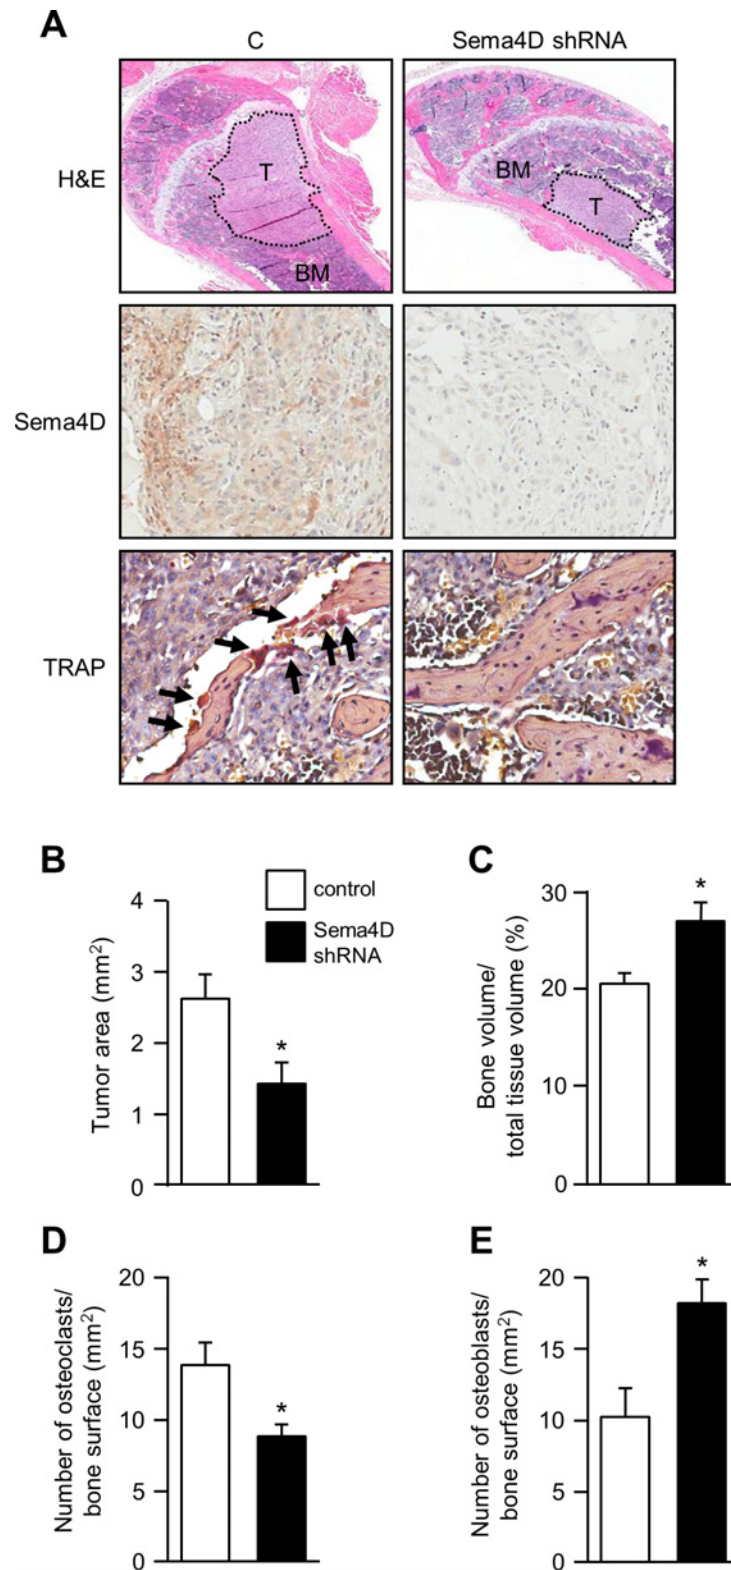 A
C
Sema4D shRNA
H&E
T
BM
BM
T
Sema4D
TRAP
B
control
Sema4D
shRNA
Tumor area (mm²)
4
3
2
1
0
*
C
Bone volume/
total tissue volume (%)
30
20
10
0
*
D
Number of osteoclasts/
bone surface (mm²)
20
15
10
5
0
*
E
Number of osteoblasts/
bone surface (mm²)
20
15
10
5
0
*